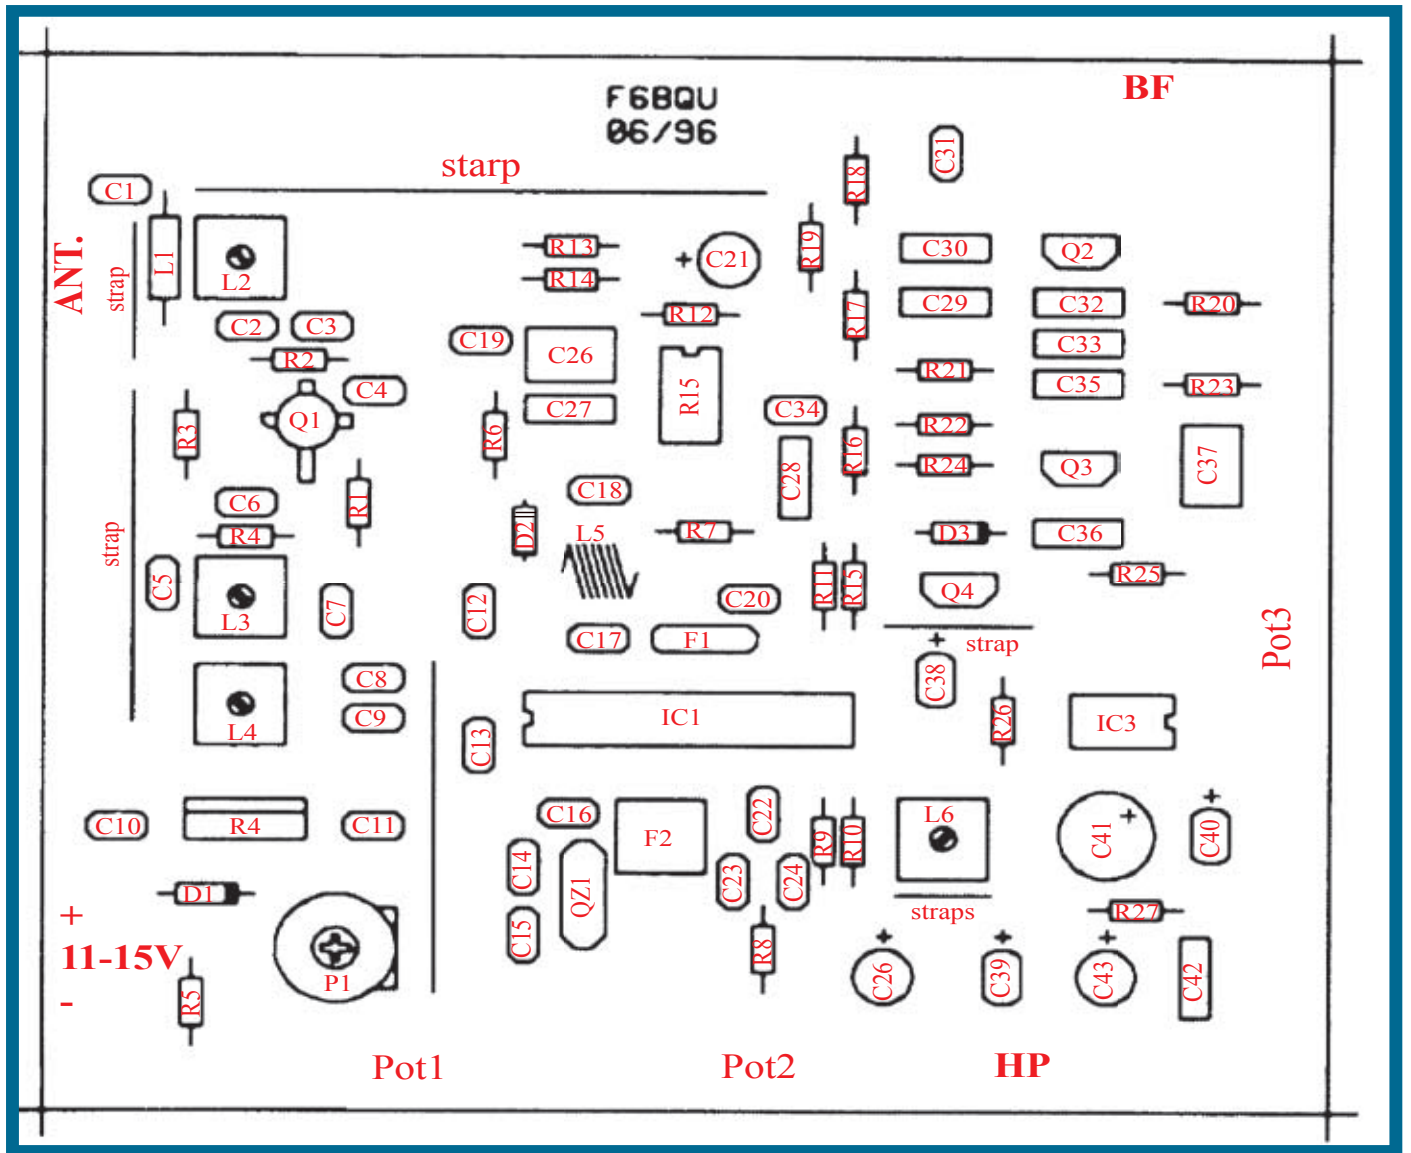 BF
F6BQU
06/96
starp
C31
R18
C1
ANT.
strap
L1
L2
R13
R14
C21
R19
C30
Q2
C29
C32
R20
R17
R12
C2
C3
R2
C19
C26
C33
R15
R21
C35
R23
C4
C27
C34
R3
Q1
R6
R22
R16
R24
Q3
C37
C28
C18
C6
R1
R4
strap
D2
L5
R7
D3
C36
C5
L3
C7
C12
C20
R11
R15
Q4
R25
C17
F1
strap
Pot3
C8
C38
C9
L4
C13
IC1
R26
IC3
C10
R4
C11
C16
F2
C22
R9
R10
L6
C41
C40
C14
QZ1
C23
C24
D1
straps
R27
+
11-15V
-
C15
R8
P1
R5
C26
C39
C43
C42
Pot1
Pot2
HP